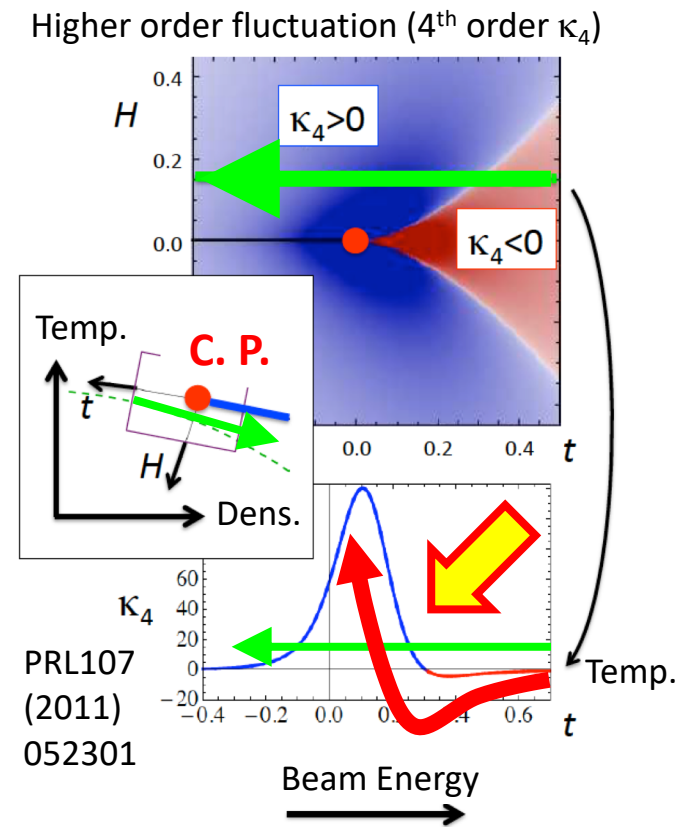 Higher order fluctuation (4th order κ4)
H
0.4
0.2
0.0
κ4>0
κ4<0
0.0 0.2 0.4 t
Temp.
C. P.
t
H
Dens.
κ4
60
40
20
0
−20
−0.4 −0.2 0.0 0.2 0.4 0.6 t
Temp.
PRL107
(2011)
052301
Beam Energy